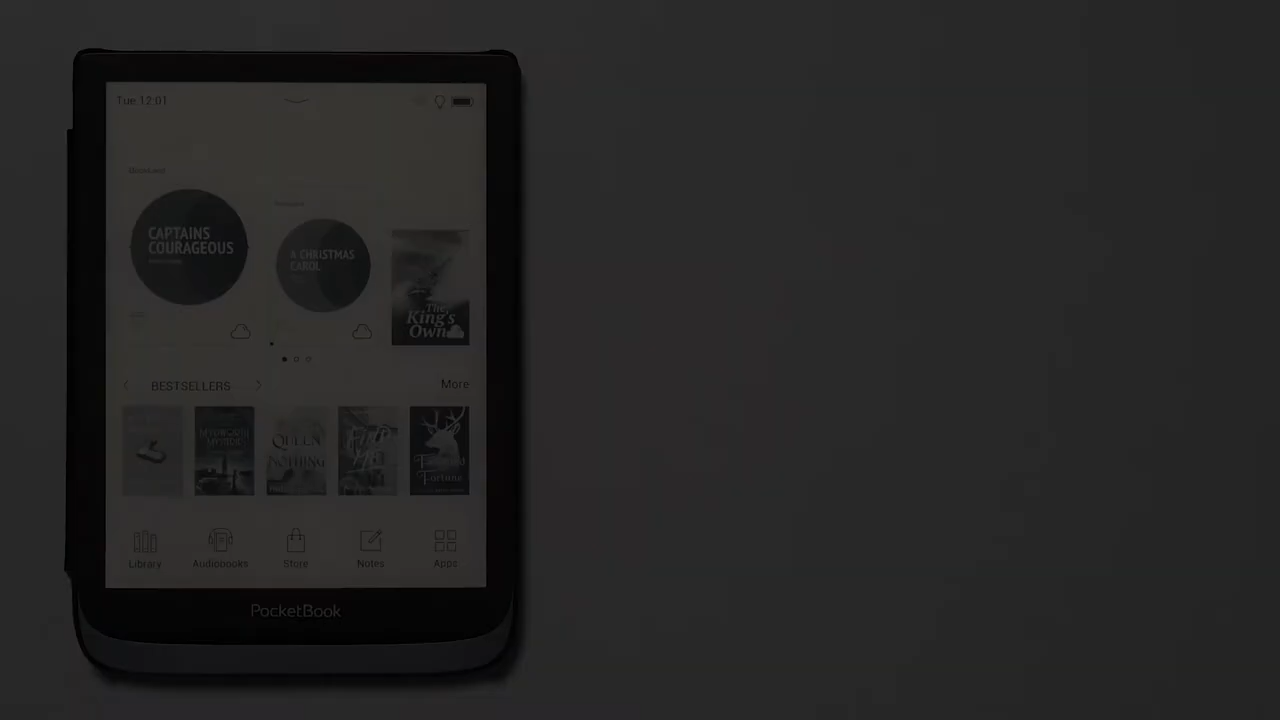 Tue 12:01
CAPTAINS
COURAGEOUS
A CHRISTMAS
CAROL
The
King's
Own
BESTSELLERS
More
QUEEN
NOTHING
Fortune
Library
Audiobooks
Store
Notes
Apps
PocketBook